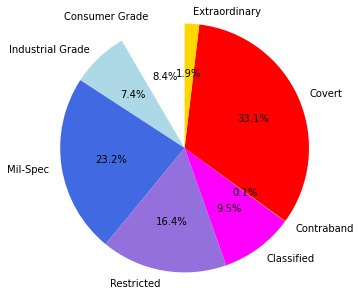 Extraordinary
Consumer Grade
Industrial Grade
8.4%
1.9%
7.4%
Covert
33.1%
Mil-Spec
23.2%
0.1%
9.5%
16.4%
Contraband
Classified
Restricted